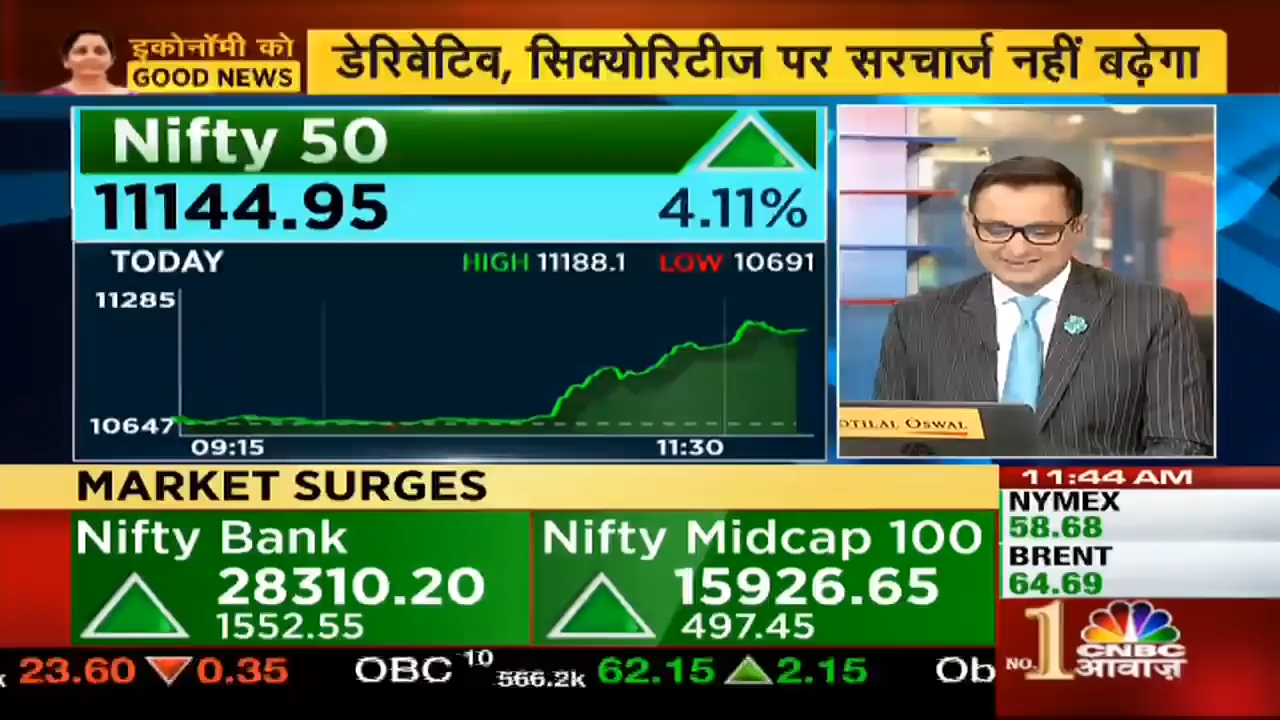 इकोनॉमी को
GOOD NEWS
डेरिवेटिव, सिक्योरिटीज पर सरचार्ज नहीं बढ़ेगा
Nifty 50
11144.95 4.11%
TODAY HIGH 11188.1 LOW 10691
11285
10647
09:15 11:30
OTILAL OSWAL
MARKET SURGES
Nifty Bank
28310.20
1552.55
Nifty Midcap 100
15926.65
497.45
11:44 AM
NYMEX
58.68
BRENT
64.69
NO. 1
CNBC
आवाज़
23.60 0.35 OBC 10 566.2k 62.15 2.15 Ob